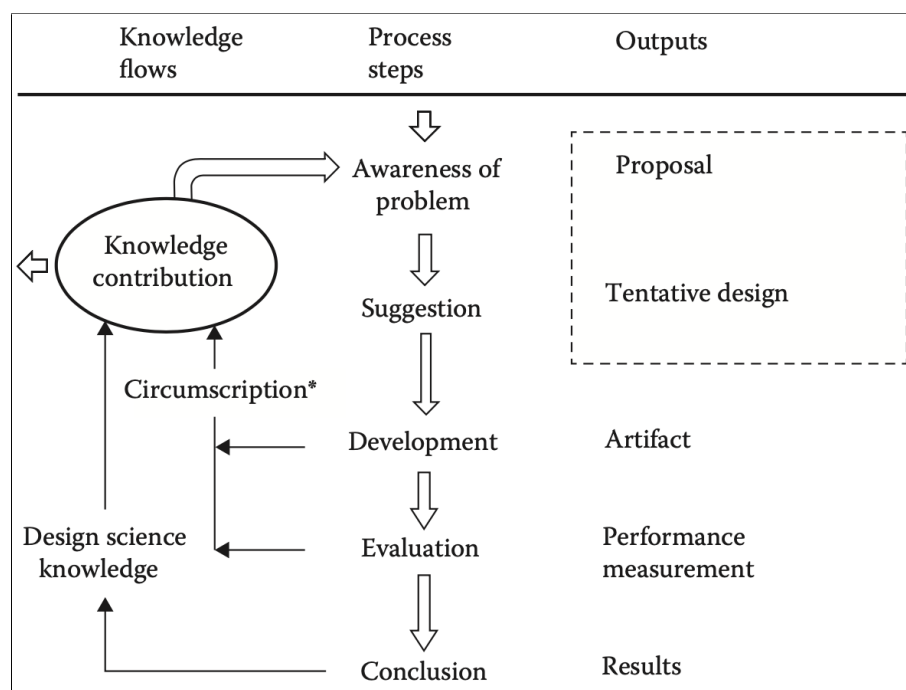 Knowledge
flows
Process
steps
Outputs
Awareness of
problem
Proposal
Knowledge
contribution
Suggestion
Tentative design
Circumscription*
Development
Artifact
Design science
knowledge
Evaluation
Performance
measurement
Conclusion
Results